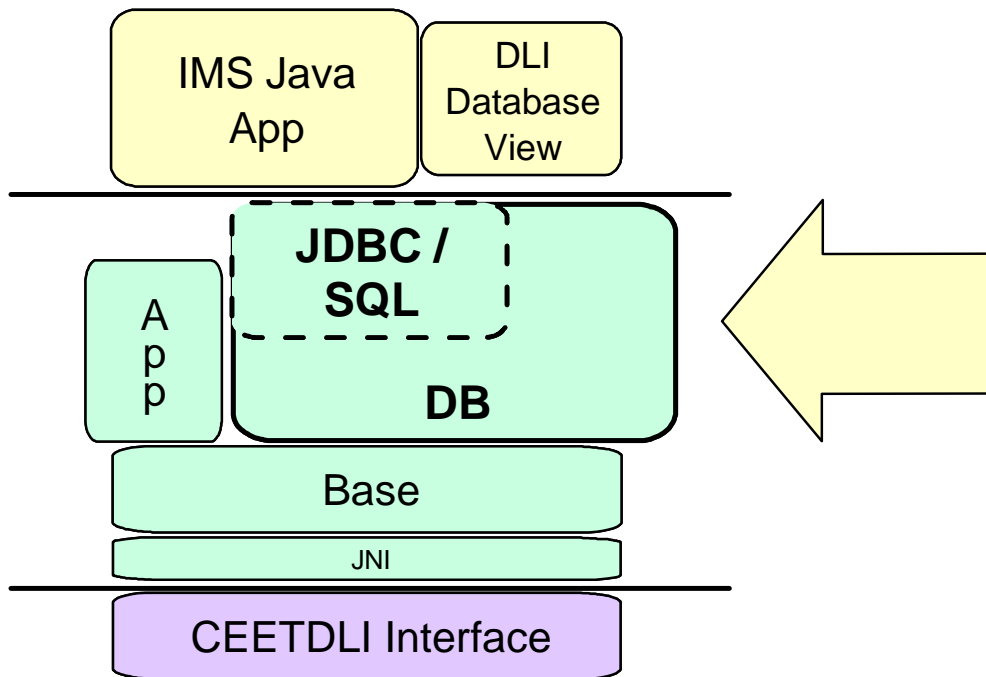 IMS Java
App
DLI
Database
View
JDBC /
SQL
A
p
p
DB
Base
JNI
CEETDLI Interface